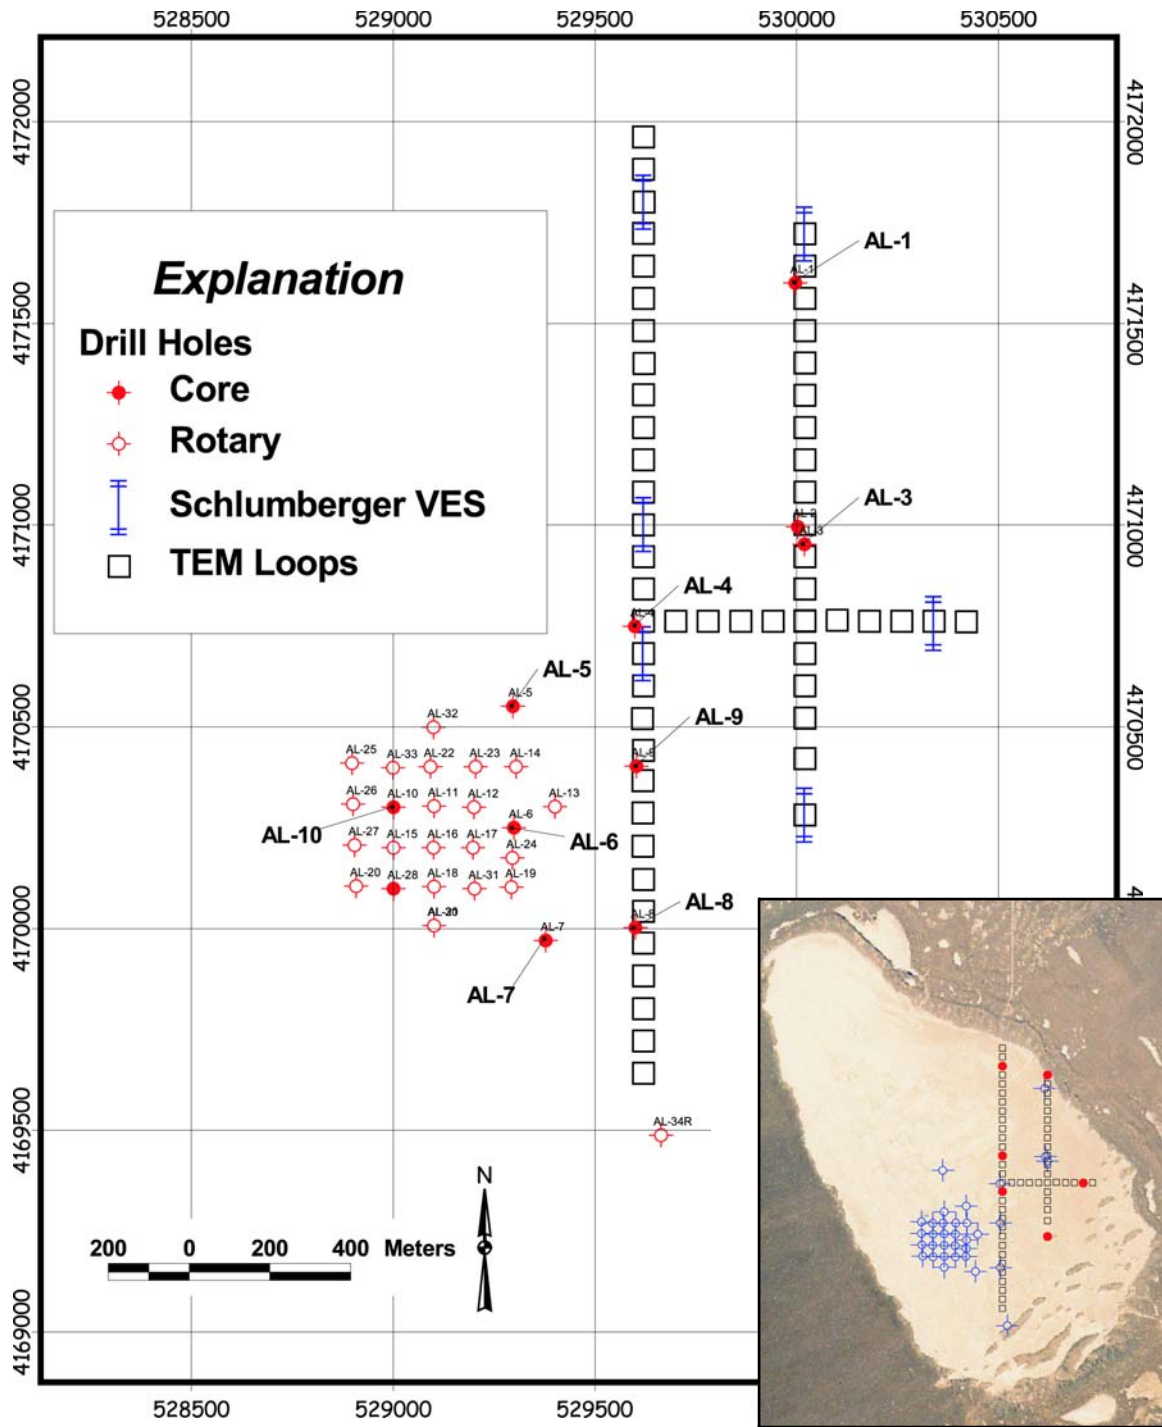 528500 529000 529500 530000 530500
4172000
4172000
Explanation
Drill Holes
Core
Rotary
Schlumberger VES
TEM Loops
AL-1
AL-1
4171500
4171500
AL-3
AL-2
AL-3
4171000
4171000
AL-4
AL-4
AL-5
AL-5
AL-9
AL-32
4170500
4170500
AL-25 AL-33 AL-22 AL-23 AL-14
AL-26 AL-10 AL-11 AL-12 AL-13
AL-10
AL-6
AL-6
AL-27 AL-15 AL-16 AL-17 AL-24
AL-20 AL-28 AL-18 AL-31 AL-19
AL-8
AL-7
AL-7
4170000
4169500
AL-34R
N
200 0 200 400 Meters
4169000
528500 529000 529500